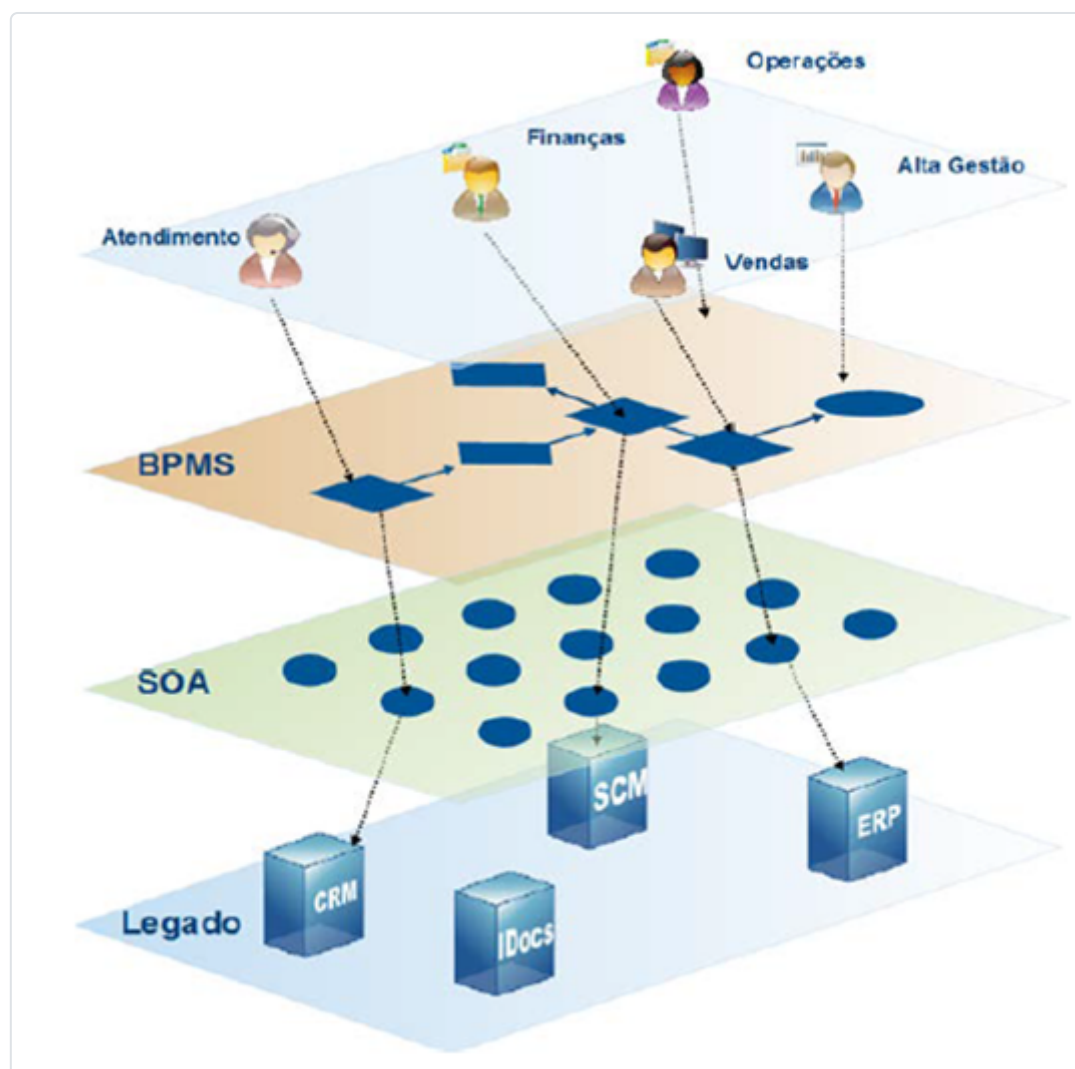 Operações
Finanças
Alta Gestão
Atendimento
Vendas
BPMS
SOA
SCM
ERP
CRM
Legado
IDocs